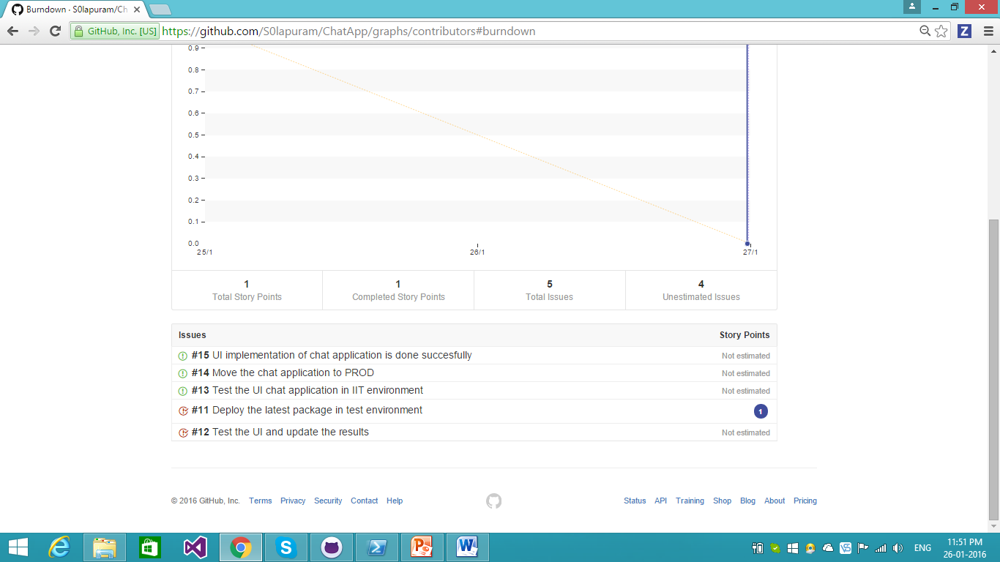 Burndown · S0lapuram/Ch
GitHub, Inc. [US] https://github.com/S0lapuram/ChatApp/graphs/contributors#burndown
Z
0.9
0.8
0.7
0.6
0.5
0.4
0.3
0.2
0.1
0.0
25/1 26/1 27/1
1 1 5 4
Total Story Points Completed Story Points Total Issues Unestimated Issues
Issues Story Points
#15 UI implementation of chat application is done succesfully Not estimated
#14 Move the chat application to PROD Not estimated
#13 Test the UI chat application in IIT environment Not estimated
#11 Deploy the latest package in test environment 1
#12 Test the UI and update the results Not estimated
© 2016 GitHub, Inc. Terms Privacy Security Contact Help Status API Training Shop Blog About Pricing
ENG 11:51 PM
26-01-2016